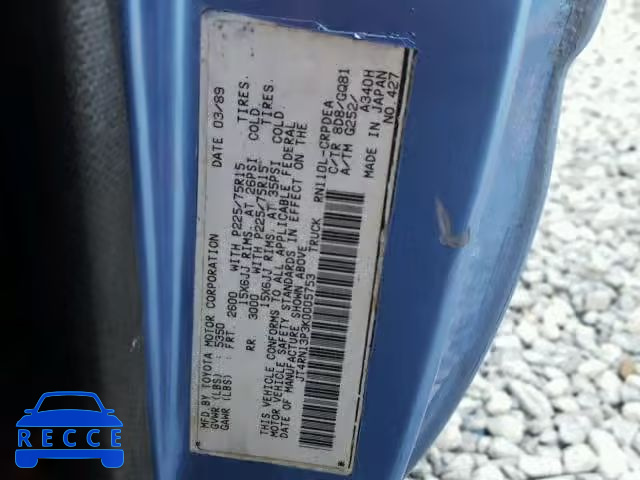 MFD.BY TOYOTA MOTOR CORPORATION DATE 03/89
GVWR (LBS) 5350
GAWR (LBS) FRT. 2600 WITH P225/75R15 TIRES.
15X6JJ RIMS. AT 26PSI COLD.
RR. 3000 WITH P225/75R15 TIRES.
15X6JJ RIMS. AT 35PSI COLD.
THIS VEHICLE CONFORMS TO ALL APPLICABLE FEDERAL
MOTOR VEHICLE SAFETY STANDARDS IN EFFECT ON THE
DATE OF MANUFACTURE SHOWN ABOVE
JT4RN13P3K0005753 TRUCK RN110L-CRPDEA
C/TR 8D8/GQ81
A/TM G252/ A340H
MADE IN JAPAN
NO.427
RECCE